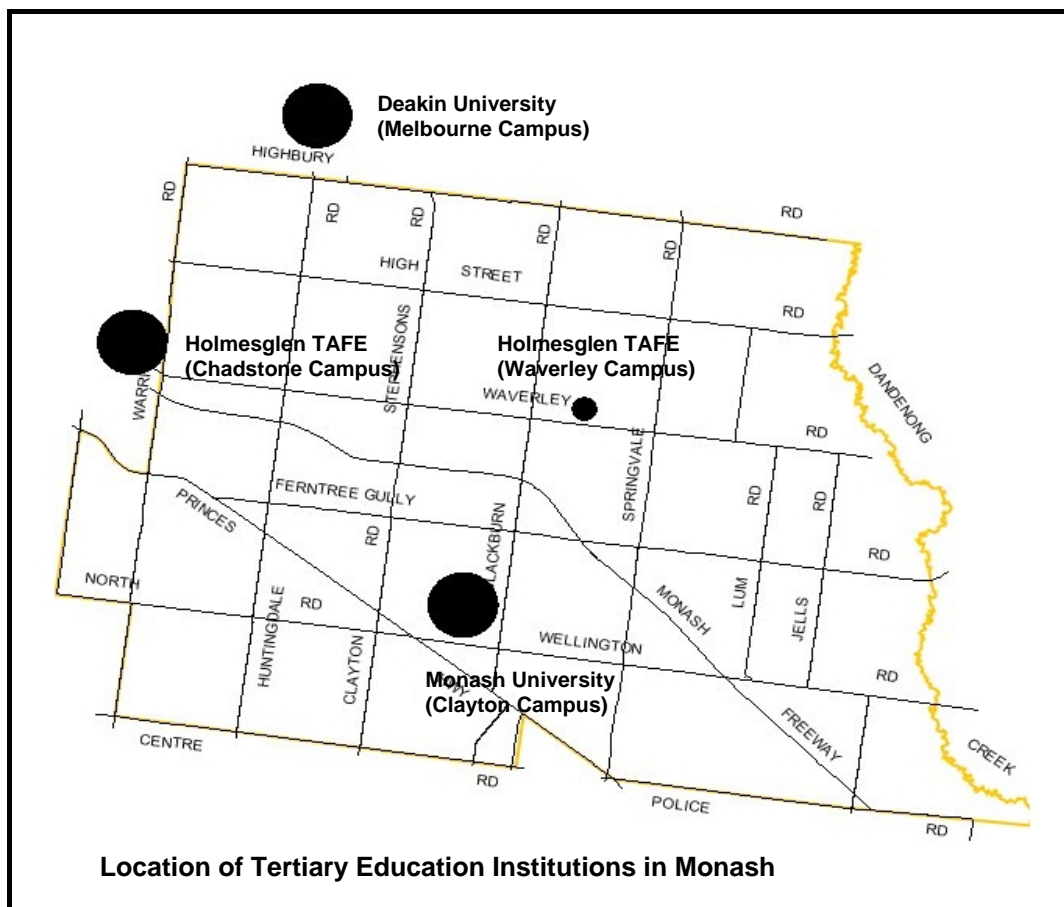 Deakin University
(Melbourne Campus)
HIGHBURY
RD
RD
RD
RD
RD
RD
HIGH
STREET
RD
Holmesglen TAFE
(Chadstone Campus)
STEPHENSONS
Holmesglen TAFE
(Waverley Campus)
WARRI
WAVERLEY
RD
DANDENONG
SPRINGVALE
FERNTREE GULLY
PRINCES
RD
LACKBURN
RD
RD
RD
NORTH
RD
HUNTINGDALE
CLAYTON
MONASH
LUM
JELLS
WELLINGTON
RD
Monash University
(Clayton Campus)
HWY
FREEWAY
CREEK
CENTRE
RD
POLICE
RD
Location of Tertiary Education Institutions in Monash